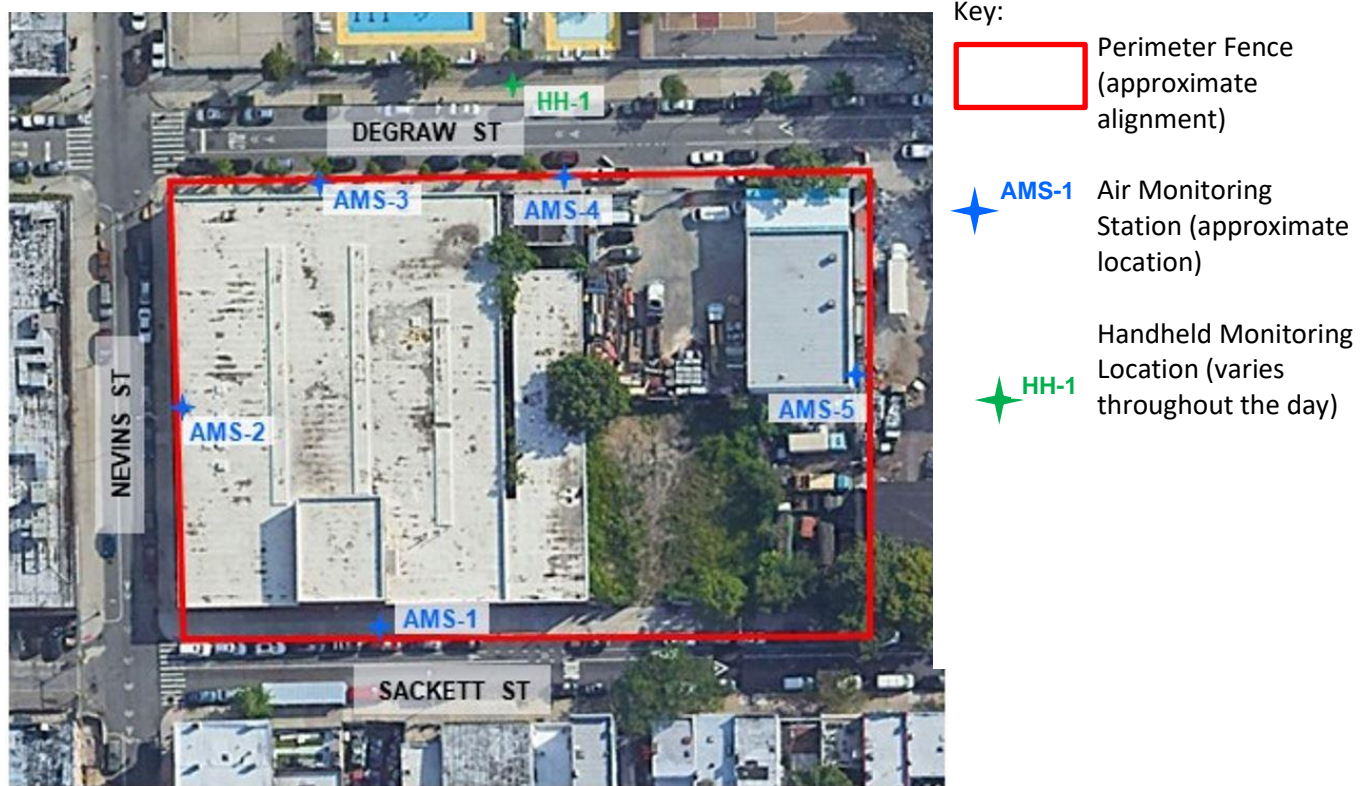 HH-1
DEGRAW ST
AMS-3
AMS-4
NEVINS ST
AMS-2
AMS-5
AMS-1
SACKETT ST
Key:
Perimeter Fence
(approximate
alignment)
AMS-1
Air Monitoring
Station (approximate
location)
HH-1
Handheld Monitoring
Location (varies
throughout the day)